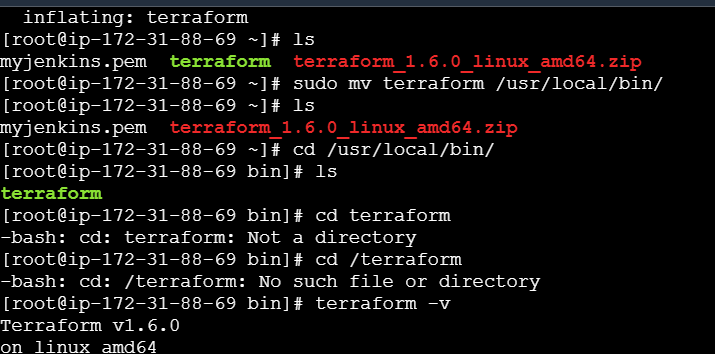 inflating: terraform
[root@ip-172-31-88-69 ~]# ls
myjenkins.pem  terraform  terraform_1.6.0_linux_amd64.zip
[root@ip-172-31-88-69 ~]# sudo mv terraform /usr/local/bin/
[root@ip-172-31-88-69 ~]# ls
myjenkins.pem  terraform_1.6.0_linux_amd64.zip
[root@ip-172-31-88-69 ~]# cd /usr/local/bin/
[root@ip-172-31-88-69 bin]# ls
terraform
[root@ip-172-31-88-69 bin]# cd terraform
-bash: cd: terraform: Not a directory
[root@ip-172-31-88-69 bin]# cd /terraform
-bash: cd: /terraform: No such file or directory
[root@ip-172-31-88-69 bin]# terraform -v
Terraform v1.6.0
on linux_amd64